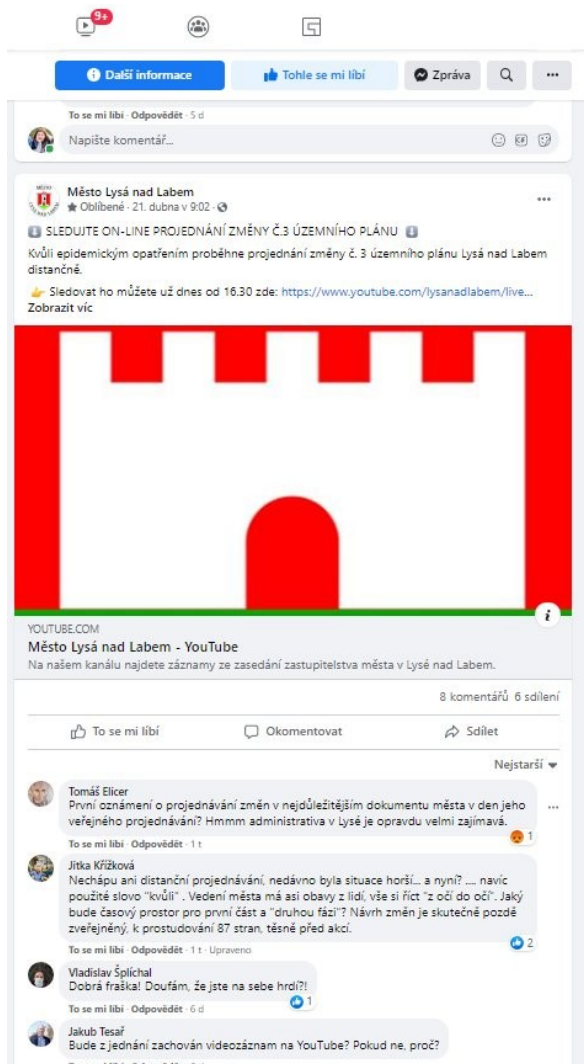 9+
Další informace
Tohle se mi líbí
Zpráva
To se mi líbí · Odpovědět · 5 d
Napište komentář...
Město Lysá nad Labem
Oblíbené · 21. dubna v 9:02 ·
SLEDUJTE ON-LINE PROJEDNÁNÍ ZMĚNY Č.3 ÚZEMNÍHO PLÁNU
Kvůli epidemickým opatřením proběhne projednání změny č. 3 územního plánu Lysá nad Labem
distančně.
Sledovat ho můžete už dnes od 16.30 zde: https://www.youtube.com/lysanadlabem/live...
Zobrazit víc
YOUTUBE.COM
Město Lysá nad Labem - YouTube
Na našem kanálu najdete záznamy ze zasedání zastupitelstva města v Lysé nad Labem.
8 komentářů 6 sdílení
To se mi líbí
Okomentovat
Sdílet
Nejstarší
Tomáš Elicer
První oznámení o projednávání změn v nejdůležitějším dokumentu města v den jeho
veřejného projednávání? Hmmm administrativa v Lysé je opravdu velmi zajímavá.
1
To se mi líbí · Odpovědět · 1 t
Jitka Křížková
Nechápu ani distanční projednávání, nedávno byla situace horší... a nyní? .... navíc
použité slovo "kvůli" . Vedení města má asi obavy z lidí, vše si říct "z očí do očí". Jaký
bude časový prostor pro první část a "druhou fázi"? Návrh změn je skutečně pozdě
zveřejněný, k prostudování 87 stran, těsně před akcí.
2
To se mi líbí · Odpovědět · 1 t · Upraveno
Vladislav Šplíchal
Dobrá fraška! Doufám, že jste na sebe hrdí?!
1
To se mi líbí · Odpovědět · 6 d
Jakub Tesař
Bude z jednání zachován videozáznam na YouTube? Pokud ne, proč?